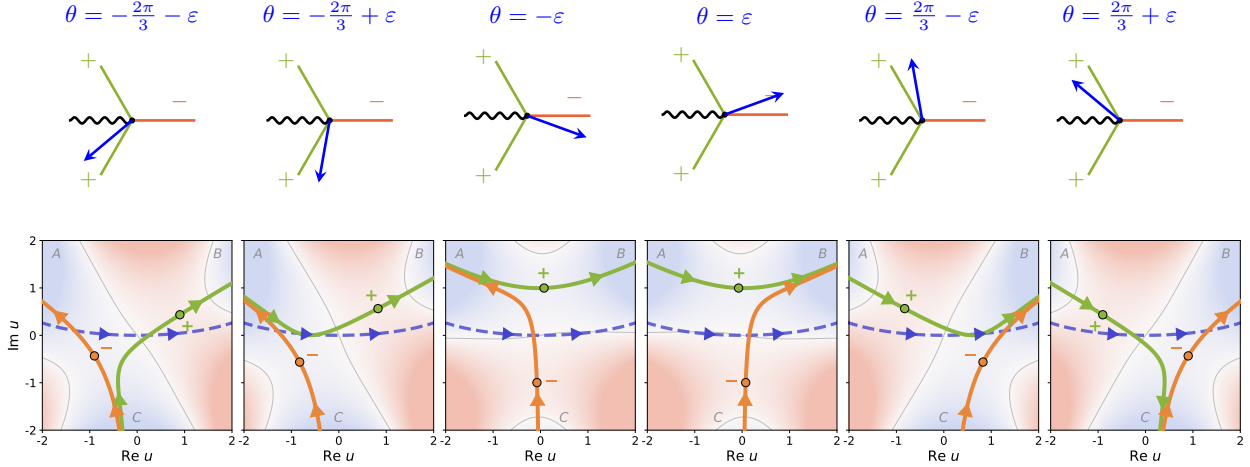 θ = −2π/3 − ε
θ = −2π/3 + ε
θ = −ε
θ = ε
θ = 2π/3 − ε
θ = 2π/3 + ε
+ − +
+ − +
+ − +
+ − +
+ − +
+ − +
A B C + −
A B C + −
A B C + −
A B C + −
A B C + −
A B C + −
Im u
2
1
0
-1
-2
-2 -1 0 1 2
-2 -1 0 1 2
-2 -1 0 1 2
-2 -1 0 1 2
-2 -1 0 1 2
-2 -1 0 1 2
Re u
Re u
Re u
Re u
Re u
Re u